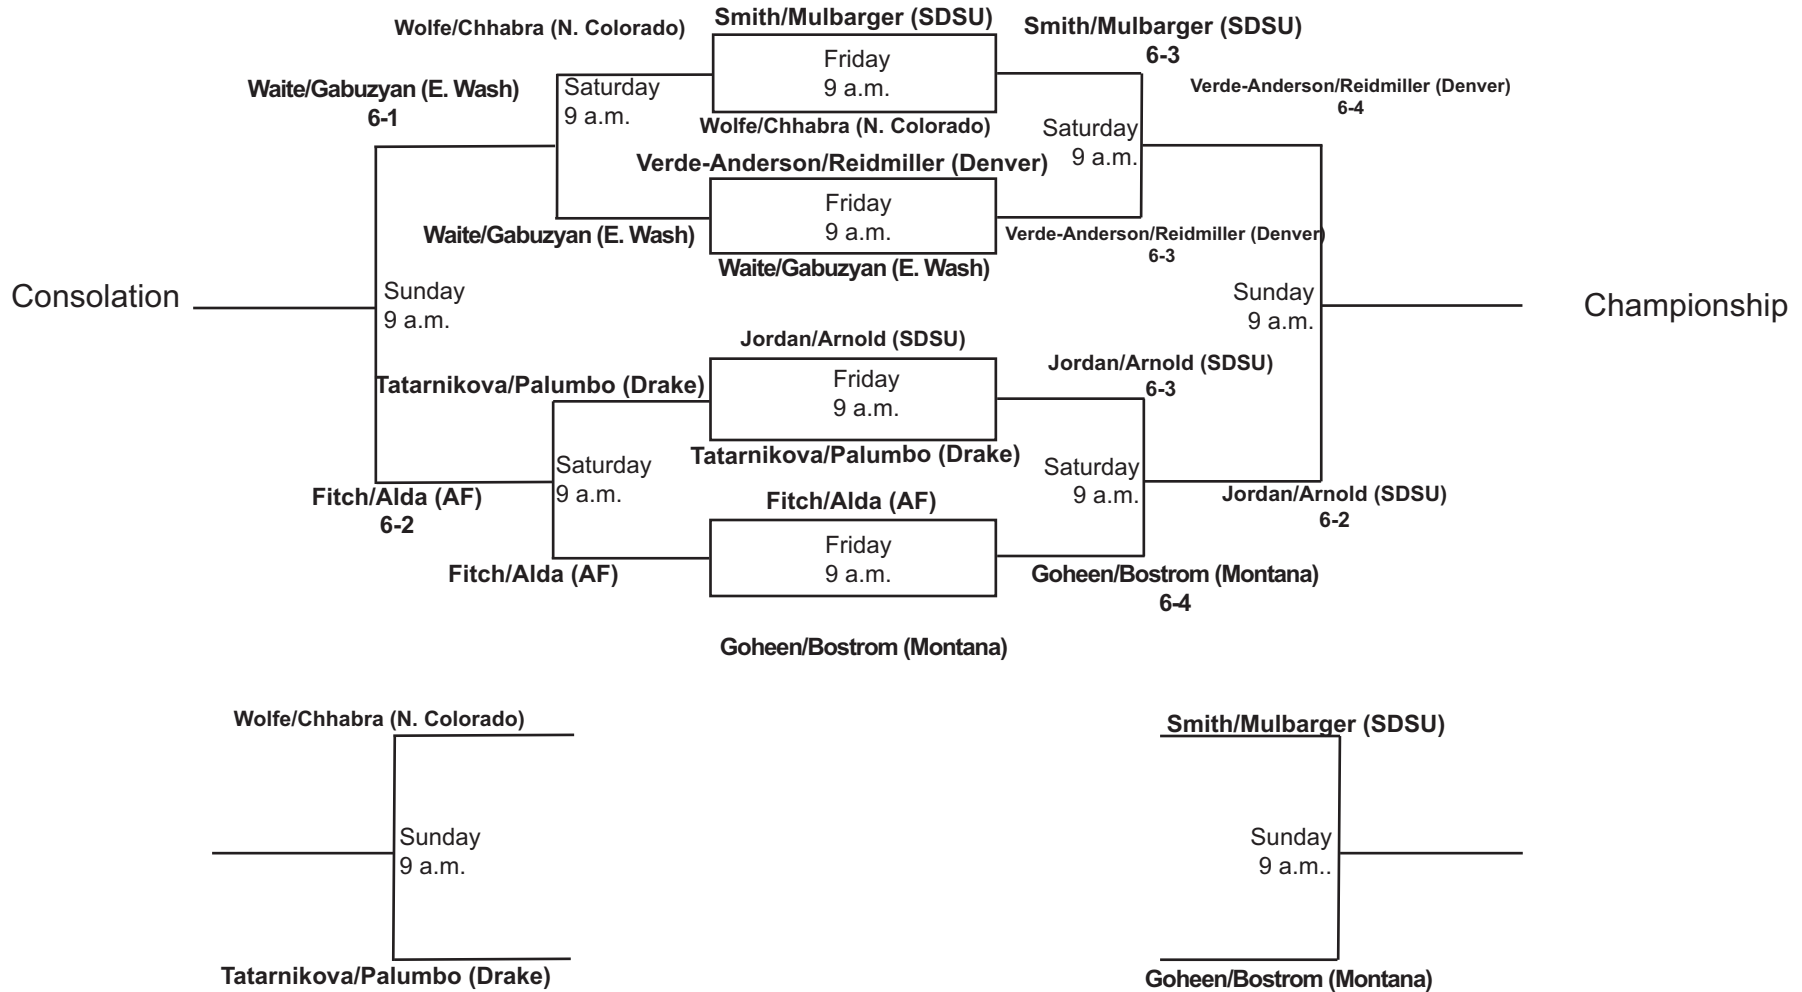 Wolfe/Chhabra (N. Colorado)
Smith/Mulbarger (SDSU)
Smith/Mulbarger (SDSU)
6-3
Waite/Gabuzyan (E. Wash)
6-1
Saturday
9 a.m.
Friday
9 a.m.
Verde-Anderson/Reidmiller (Denver)
6-4
Wolfe/Chhabra (N. Colorado)
Saturday
9 a.m.
Verde-Anderson/Reidmiller (Denver)
Friday
9 a.m.
Waite/Gabuzyan (E. Wash)
Verde-Anderson/Reidmiller (Denver)
6-3
Waite/Gabuzyan (E. Wash)
Consolation
Sunday
9 a.m.
Sunday
9 a.m.
Championship
Jordan/Arnold (SDSU)
Tatarnikova/Palumbo (Drake)
Friday
9 a.m.
Jordan/Arnold (SDSU)
6-3
Tatarnikova/Palumbo (Drake)
Saturday
9 a.m.
Saturday
9 a.m.
Fitch/Alda (AF)
6-2
Fitch/Alda (AF)
Jordan/Arnold (SDSU)
6-2
Friday
9 a.m.
Fitch/Alda (AF)
Goheen/Bostrom (Montana)
6-4
Goheen/Bostrom (Montana)
Wolfe/Chhabra (N. Colorado)
Smith/Mulbarger (SDSU)
Sunday
9 a.m.
Sunday
9 a.m..
Tatarnikova/Palumbo (Drake)
Goheen/Bostrom (Montana)